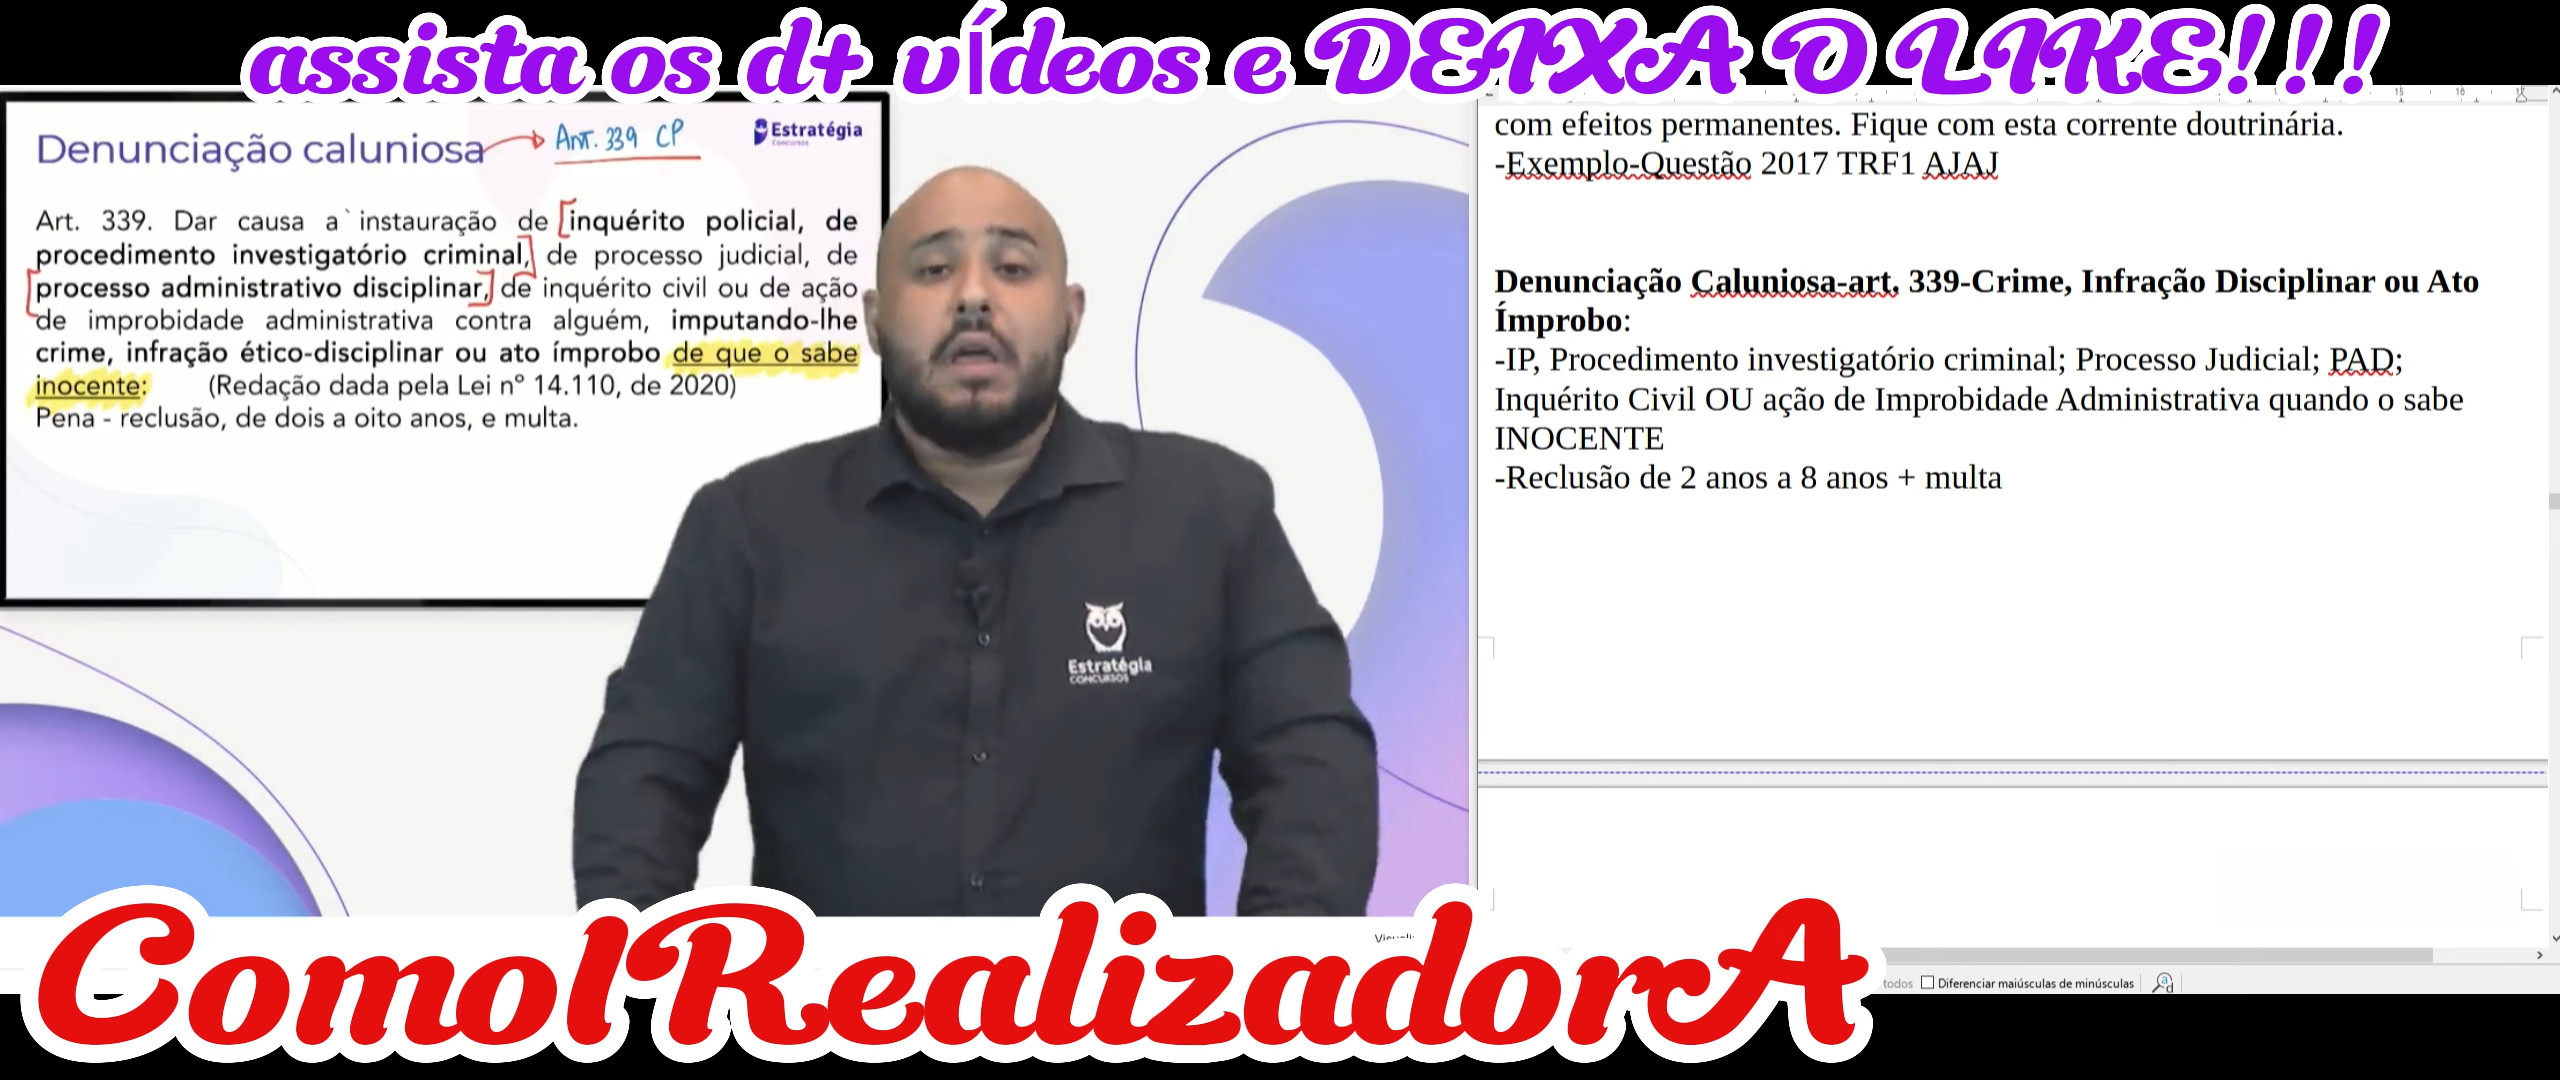 assista os d+ vÍdeos e DEIXA O LIKE!!!
Denunciação caluniosa
Art. 339 CP
Estratégia
Concursos
Art. 339. Dar causa a` instauração de inquérito policial, de
procedimento investigatório criminal, de processo judicial, de
processo administrativo disciplinar, de inquérito civil ou de ação
de improbidade administrativa contra alguém, imputando-lhe
crime, infração ético-disciplinar ou ato ímprobo de que o sabe
inocente: (Redação dada pela Lei nº 14.110, de 2020)
Pena - reclusão, de dois a oito anos, e multa.
Estratégia
CONCURSOS
15 16
com efeitos permanentes. Fique com esta corrente doutrinária.
-Exemplo-Questão 2017 TRF1 AJAJ
Denunciação Caluniosa-art. 339-Crime, Infração Disciplinar ou Ato
Ímprobo:
-IP, Procedimento investigatório criminal; Processo Judicial; PAD;
Inquérito Civil OU ação de Improbidade Administrativa quando o sabe
INOCENTE
-Reclusão de 2 anos a 8 anos + multa
todos Diferenciar maiúsculas de minúsculas
ComoIRealizadorA